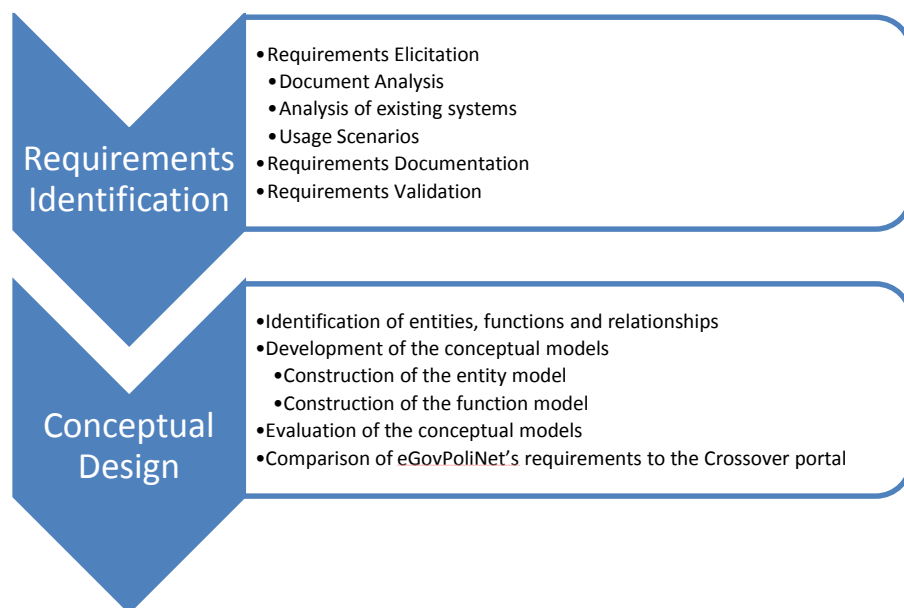 Requirements
Identification
•Requirements Elicitation
•Document Analysis
•Analysis of existing systems
•Usage Scenarios
•Requirements Documentation
•Requirements Validation
Conceptual
Design
•Identification of entities, functions and relationships
•Development of the conceptual models
•Construction of the entity model
•Construction of the function model
•Evaluation of the conceptual models
•Comparison of eGovPoliNet's requirements to the Crossover portal